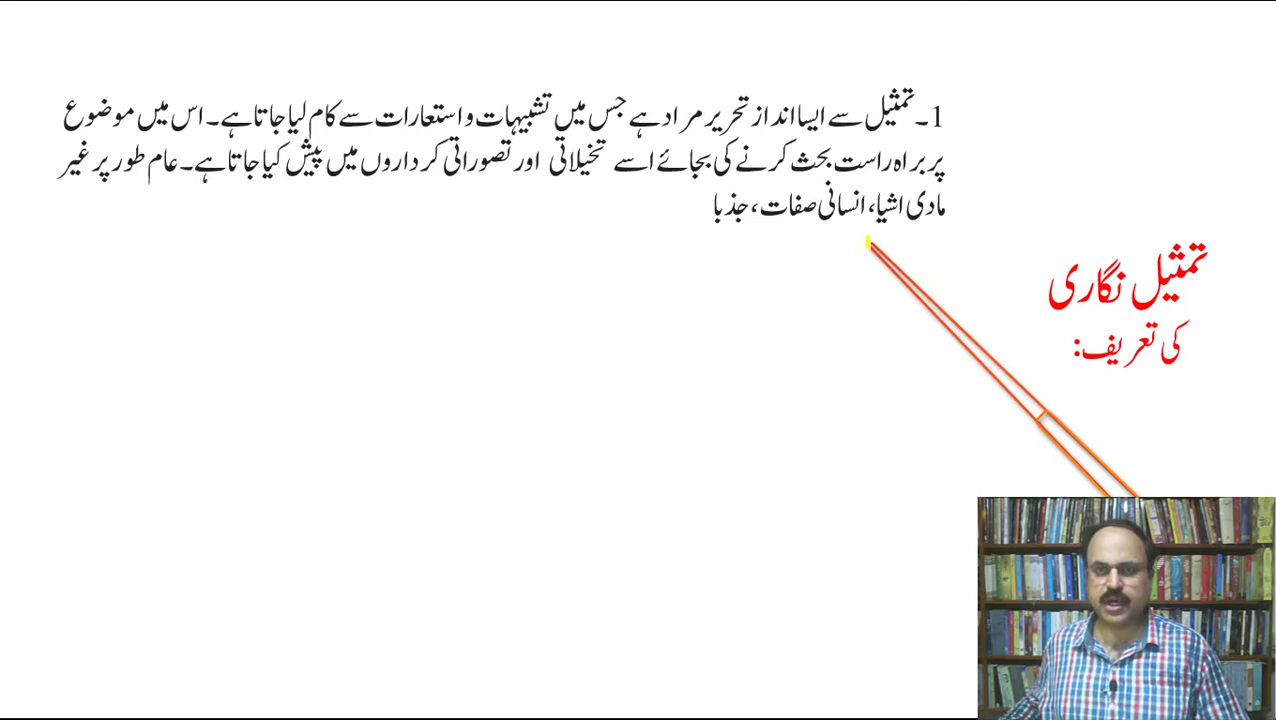 1۔ تمثیل سے ایسا انداز تحریر مراد ہے جس میں تشبیہات و استعارات سے کام لیا جاتا ہے۔ اس میں موضوع
پر براہ راست بحث کرنے کی بجائے اسے تخیلاتی اور تصوراتی کرداروں میں پیش کیا جاتا ہے۔ عام طور پر غیر
مادی اشیا، انسانی صفات، جذبا
تمثیل نگاری
کی تعریف: